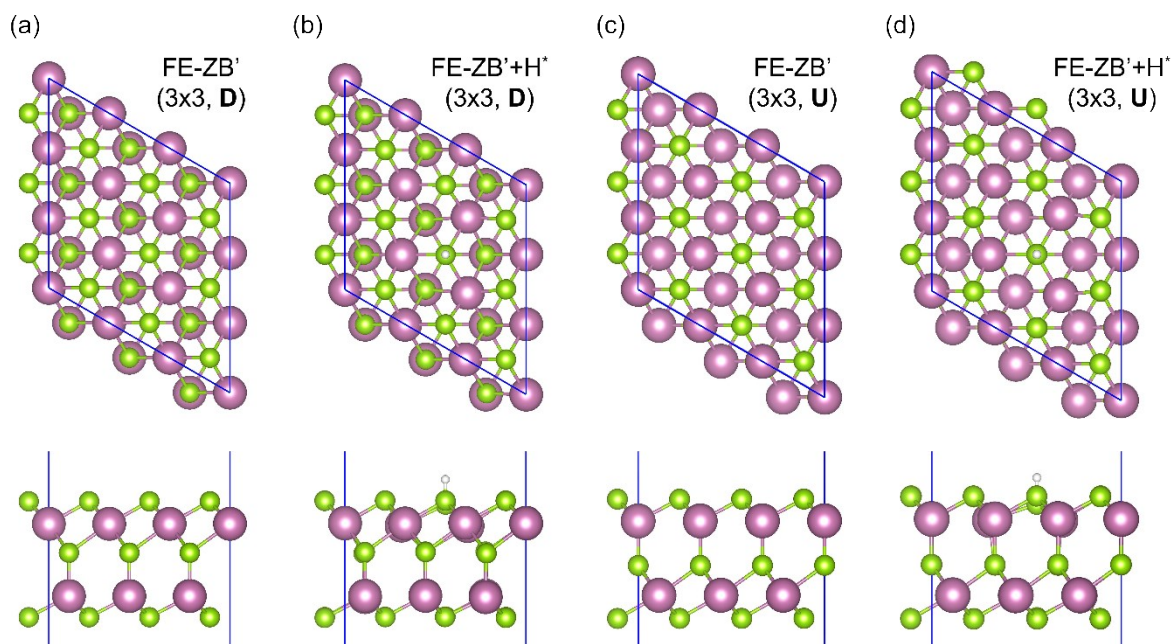 (a)
FE-ZB’
(3x3, D)
(b)
FE-ZB’+H*
(3x3, D)
(c)
FE-ZB’
(3x3, U)
(d)
FE-ZB’+H*
(3x3, U)